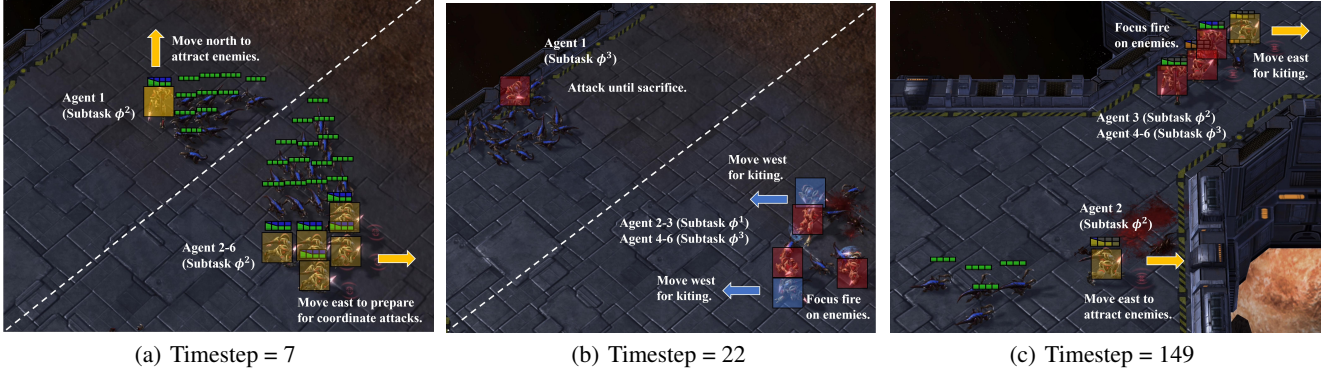 Move north to
attract enemies.
Agent 1
(Subtask ϕ²)
Agent 2-6
(Subtask ϕ²)
Move east to prepare
for coordinate attacks.
(a) Timestep = 7
Agent 1
(Subtask ϕ³)
Attack until sacrifice.
Move west
for kiting.
Agent 2-3 (Subtask ϕ¹)
Agent 4-6 (Subtask ϕ³)
Move west
for kiting.
Focus fire
on enemies.
(b) Timestep = 22
Focus fire
on enemies.
Move east
for kiting.
Agent 3 (Subtask ϕ²)
Agent 4-6 (Subtask ϕ³)
Agent 2
(Subtask ϕ²)
Move east to
attract enemies.
(c) Timestep = 149